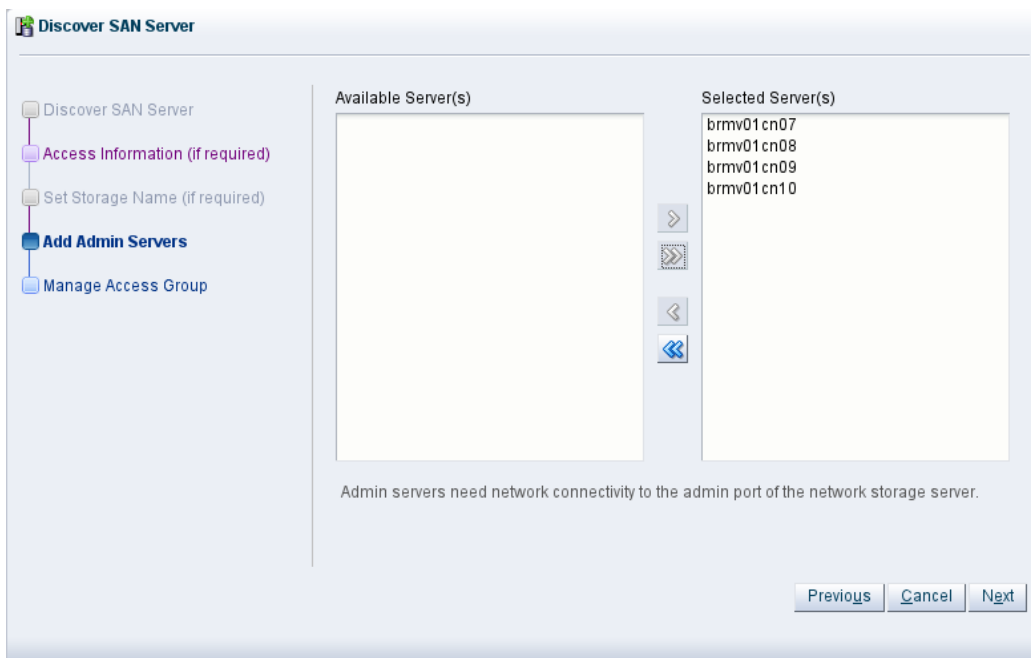 Discover SAN Server
Discover SAN Server
Access Information (if required)
Set Storage Name (if required)
Add Admin Servers
Manage Access Group
Available Server(s)
Selected Server(s)
brmv01cn07
brmv01cn08
brmv01cn09
brmv01cn10
Admin servers need network connectivity to the admin port of the network storage server.
Previous
Cancel
Next